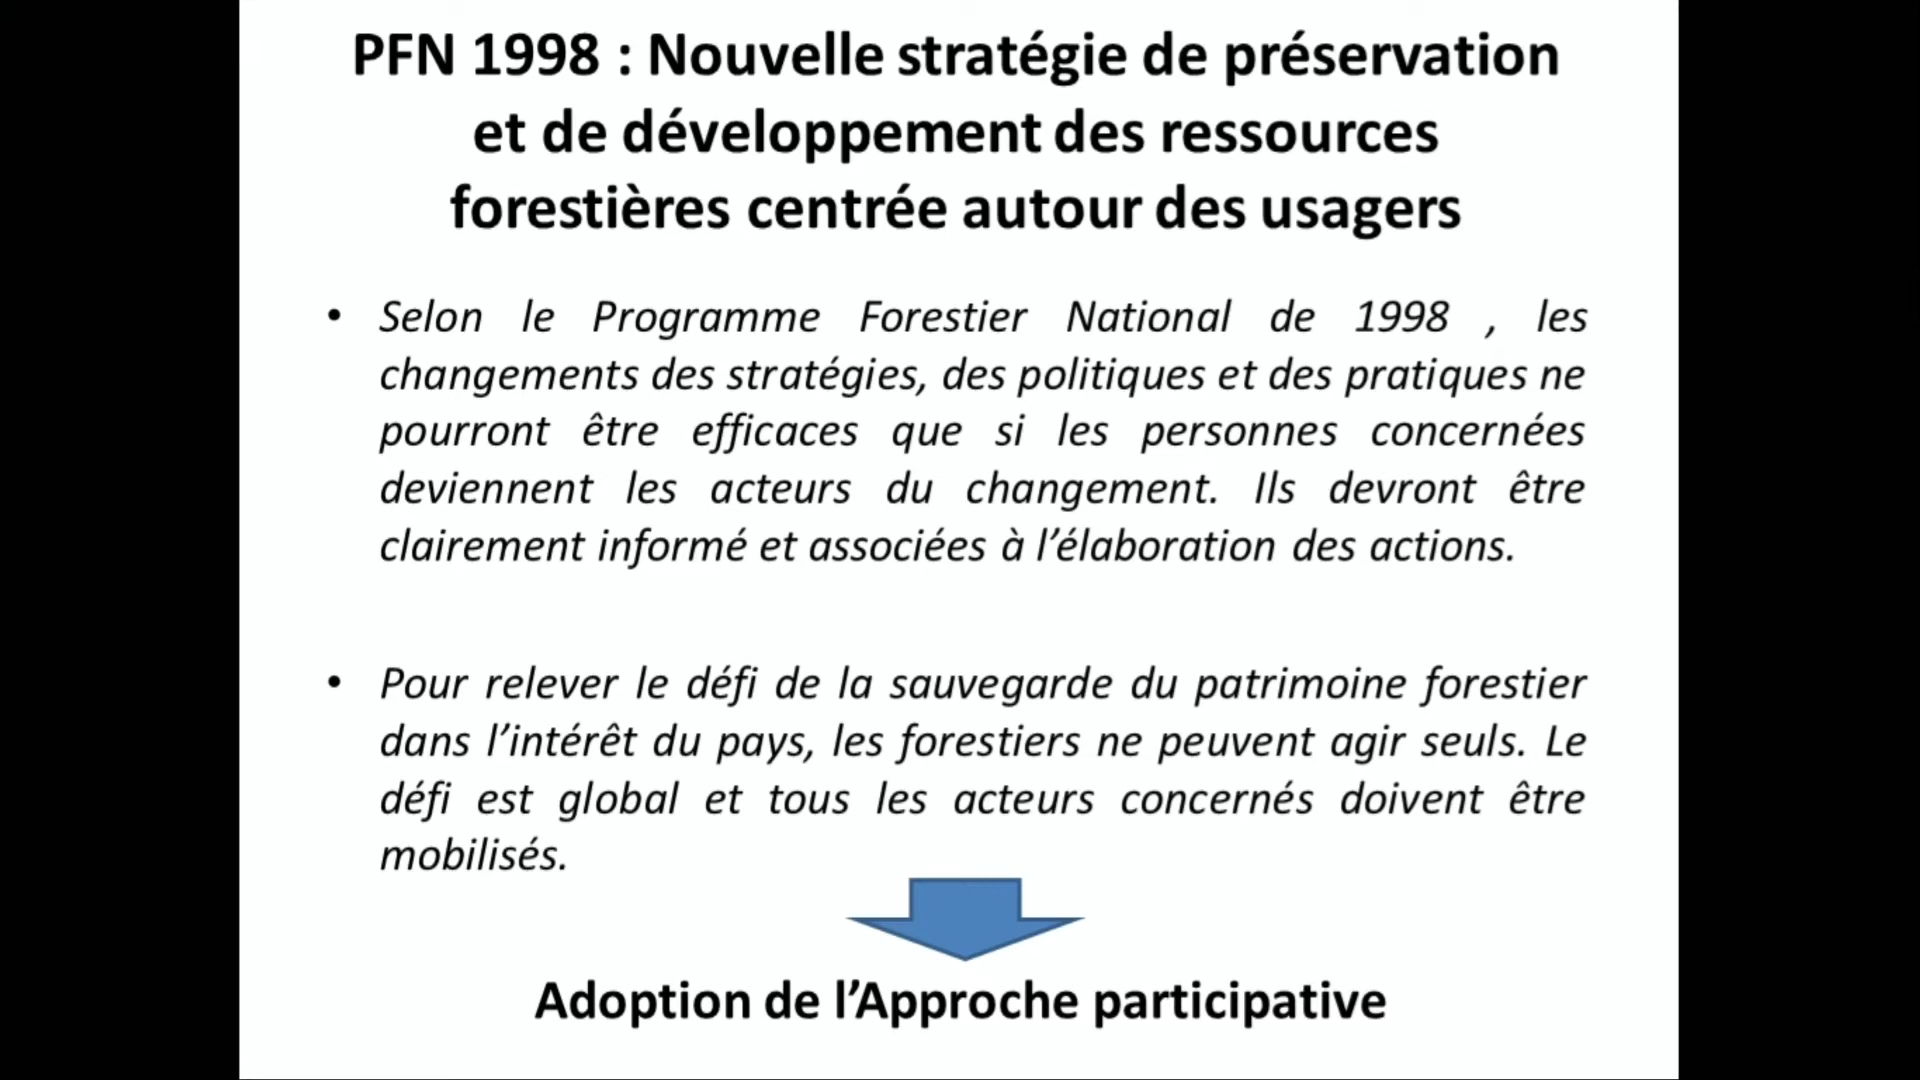 PFN 1998 : Nouvelle stratégie de préservation
et de développement des ressources
forestières centrée autour des usagers
• Selon le Programme Forestier National de 1998 , les
changements des stratégies, des politiques et des pratiques ne
pourront être efficaces que si les personnes concernées
deviennent les acteurs du changement. Ils devront être
clairement informé et associées à l’élaboration des actions.
• Pour relever le défi de la sauvegarde du patrimoine forestier
dans l’intérêt du pays, les forestiers ne peuvent agir seuls. Le
défi est global et tous les acteurs concernés doivent être
mobilisés.
Adoption de l’Approche participative